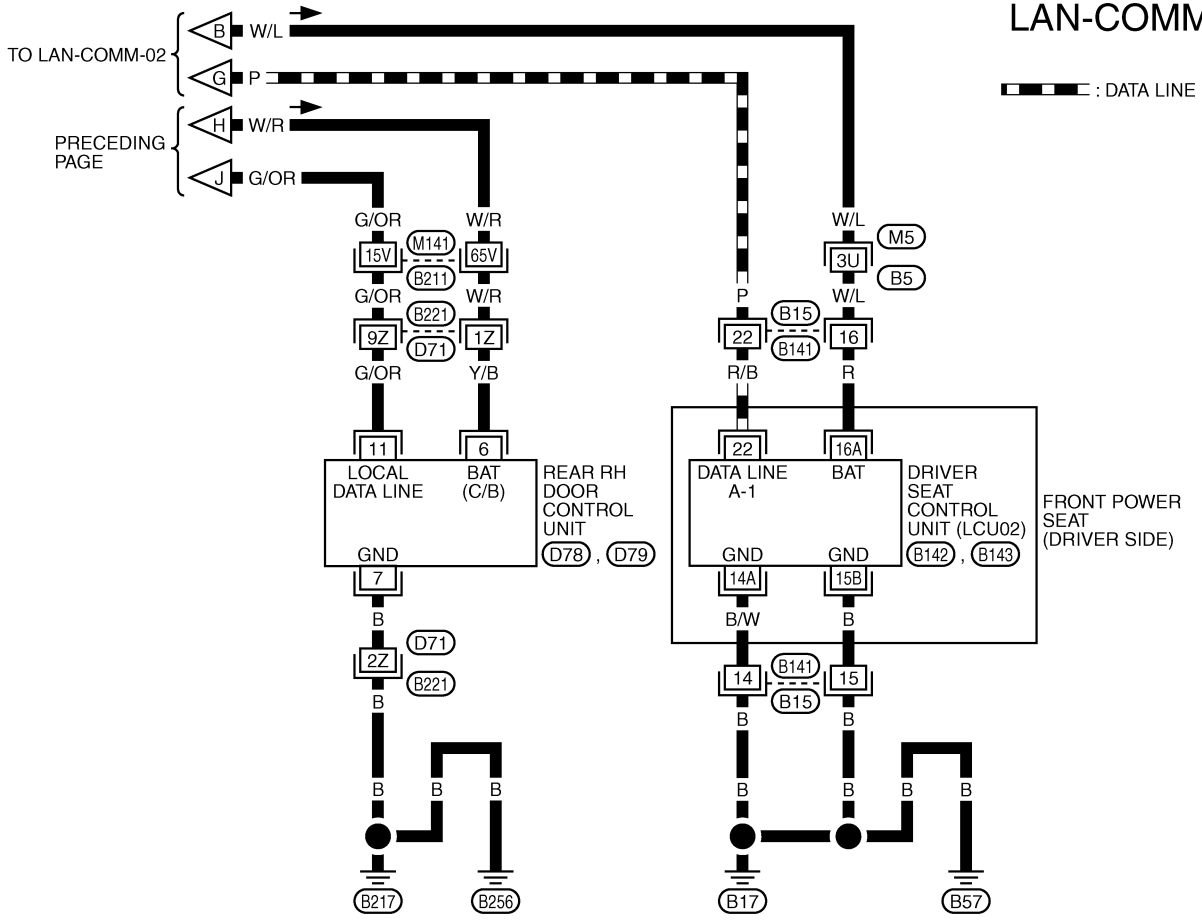 LAN-COMM
TO LAN-COMM-02
B W/L
G P
: DATA LINE
PRECEDING
PAGE
H W/R
J G/OR
G/OR W/R W/L
15V M141 65V 3U M5
B211 B5
G/OR W/R P W/L
9Z B221 1Z 22 B15 16
D71 B141
G/OR Y/B R/B R
11 6 22 16A
LOCAL
DATA LINE
BAT
(C/B)
REAR RH
DOOR
CONTROL
UNIT
D78 , D79
DATA LINE
A-1
BAT
DRIVER
SEAT
CONTROL
UNIT (LCU02)
B142 , B143
FRONT POWER
SEAT
(DRIVER SIDE)
GND GND GND
7 14A 15B
B B/W B
2Z D71 14 B141 15
B221 B15
B B B
B B B B B B B
B217 B256 B17 B57